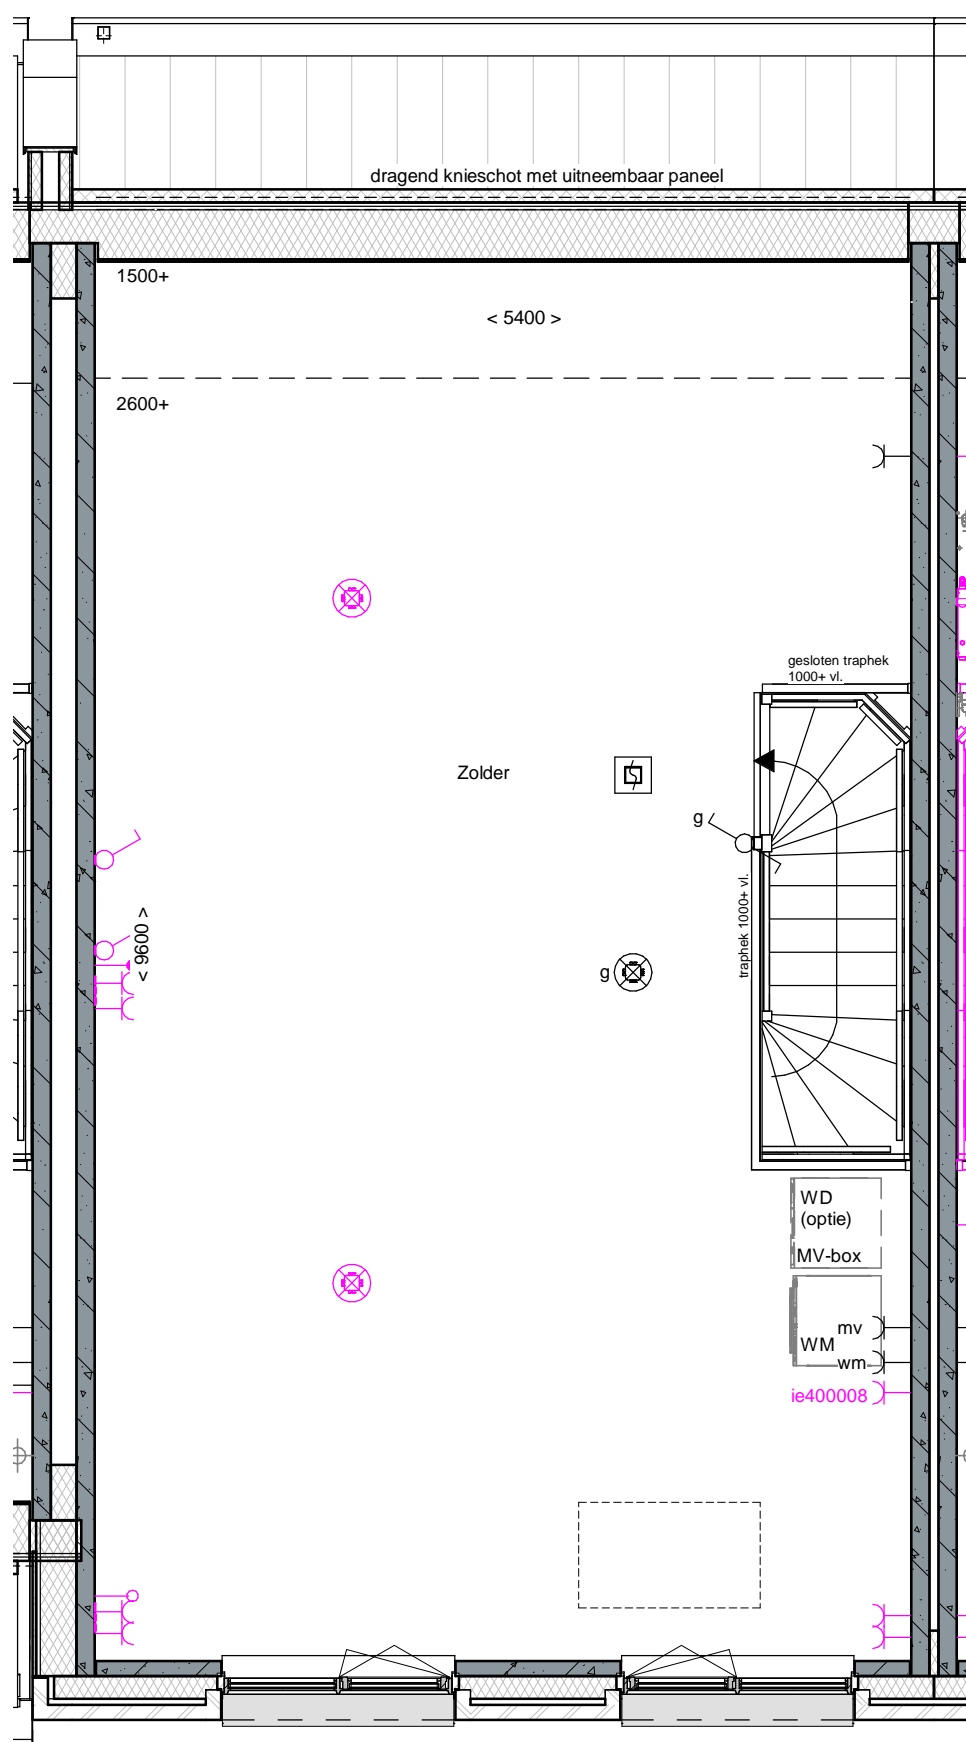 dragend knieschot met uitneembaar paneel
1500+
< 5400 >
2600+
gesloten traphek
1000+ vl.
Zolder
g
traphek 1000+ vl.
< 9600 >
g
WD
(optie)
MV-box
mv
WM
wm
ie400008